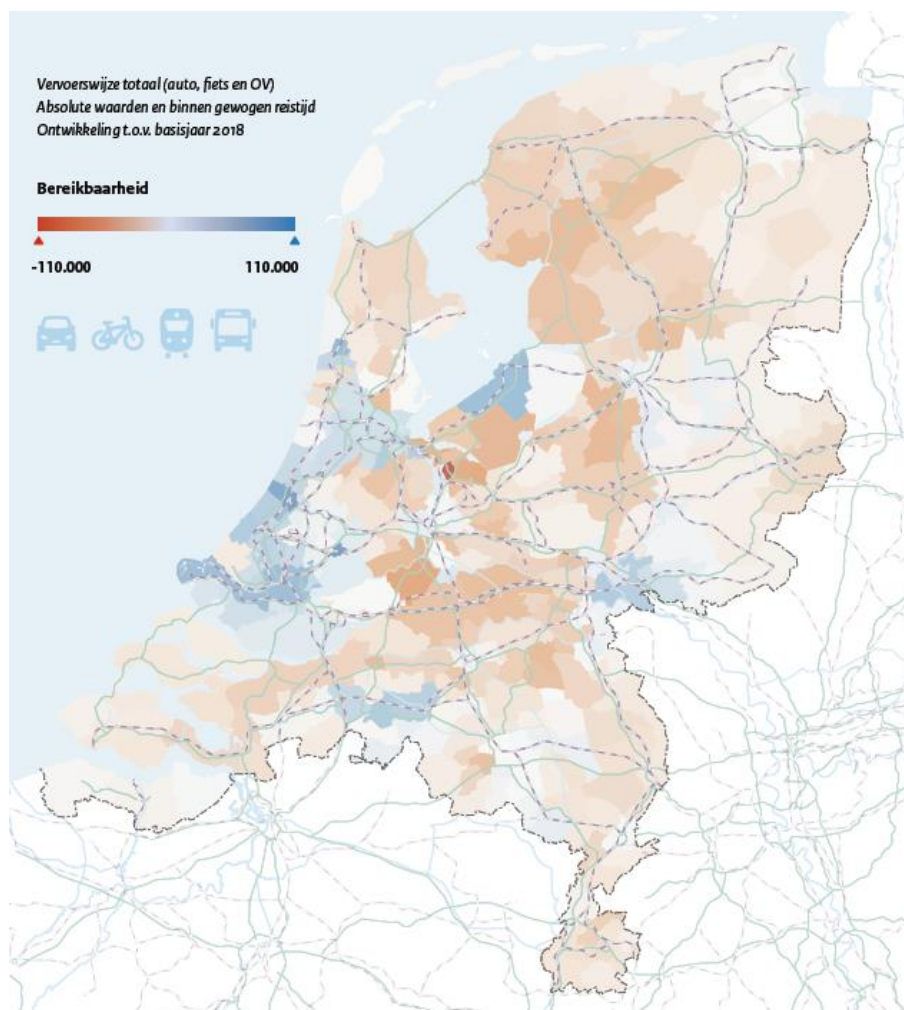 Vervoerswijze totaal (auto, fiets en OV)
Absolute waarden en binnen gewogen reistijd
Ontwikkeling t.o.v. basisjaar 2018
Bereikbaarheid
-110.000
110.000